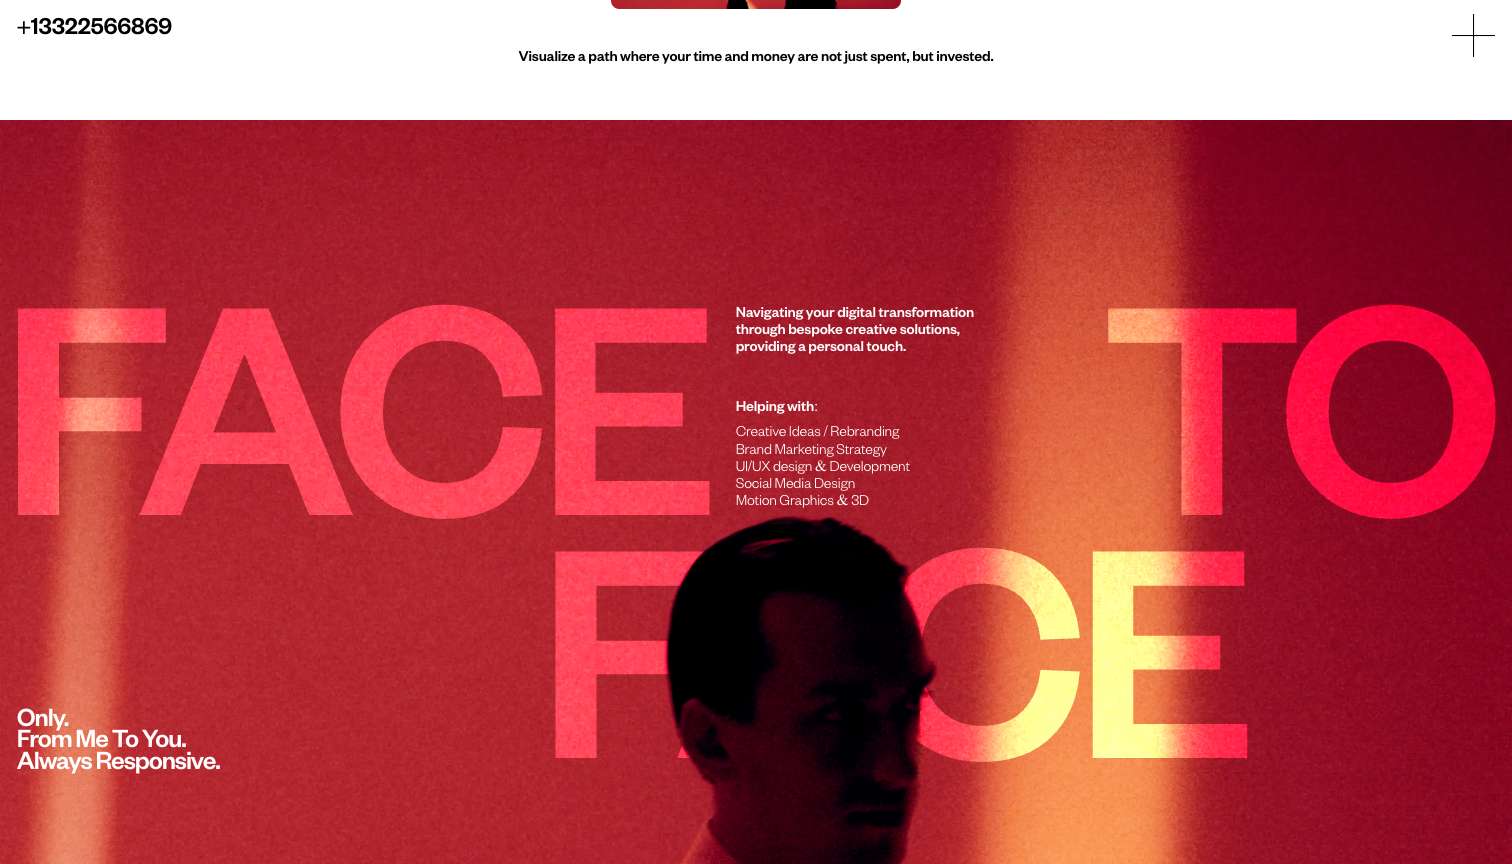 +13322566869
Visualize a path where your time and money are not just spent, but invested.
FACE TO
Navigating your digital transformation
through bespoke creative solutions,
providing a personal touch.
Helping with:
Creative Ideas / Rebranding
Brand Marketing Strategy
UI/UX design & Development
Social Media Design
Motion Graphics & 3D
FACE
Only.
From Me To You.
Always Responsive.